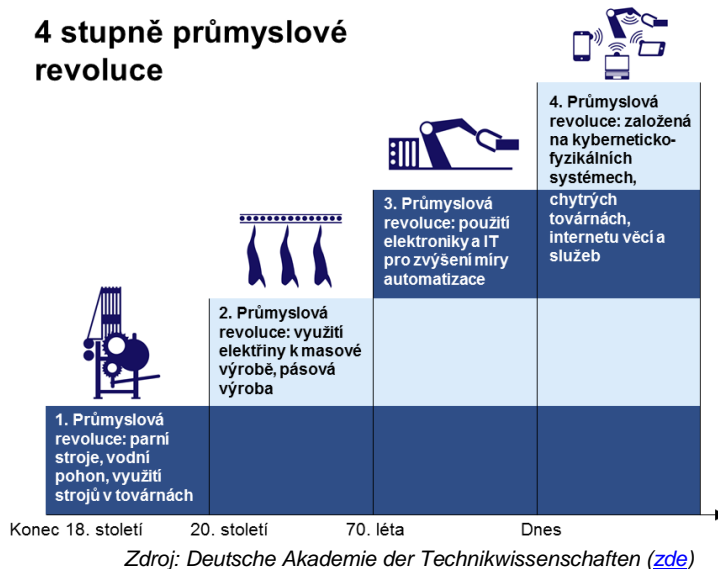 4 stupně průmyslové
revoluce
4. Průmyslová
revoluce: založená
na kyberneticko-
fyzikálních
systémech,
chytrých
továrnách,
internetu věcí a
služeb
3. Průmyslová
revoluce: použití
elektroniky a IT
pro zvýšení míry
automatizace
2. Průmyslová
revoluce: využití
elektřiny k masové
výrobě, pásová
výroba
1. Průmyslová
revoluce: parní
stroje, vodní
pohon, využití
strojů v továrnách
Konec 18. století 20. století 70. léta Dnes
Zdroj: Deutsche Akademie der Technikwissenschaften (zde)